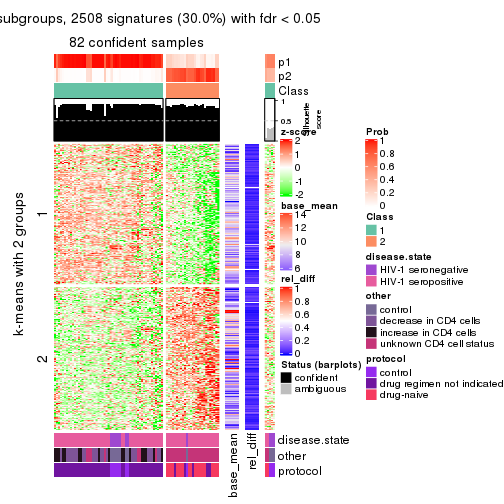 subgroups, 2508 signatures (30.0%) with fdr < 0.05
82 confident samples
p1
p2
Class
1
0.5
0
silhouette
score
k-means with 2 groups
1
2
z-score
2
1
0
-1
-2
base_mean
14
12
10
8
6
rel_diff
1
0.8
0.6
0.4
0.2
0
Status (barplots)
confident
ambiguous
Prob
1
0.8
0.6
0.4
0.2
0
Class
1
2
disease.state
HIV-1 seronegative
HIV-1 seropositive
other
control
decrease in CD4 cells
increase in CD4 cells
unknown CD4 cell status
protocol
control
drug regimen not indicated
drug-naive
disease.state
other
protocol
base_mean
rel_diff